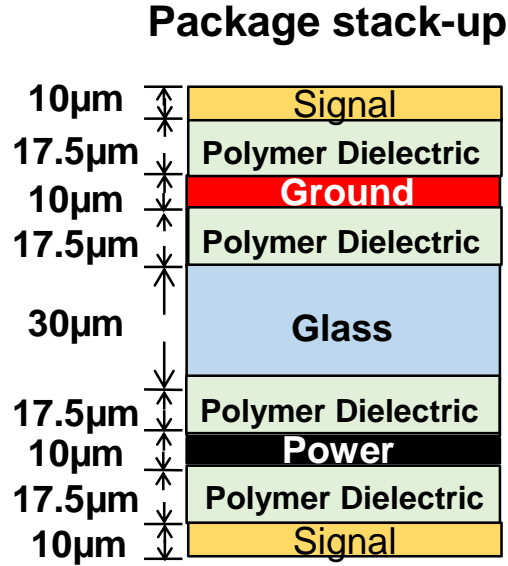 Package stack-up
10µm Signal
17.5µm Polymer Dielectric
10µm Ground
17.5µm Polymer Dielectric
30µm Glass
17.5µm Polymer Dielectric
10µm Power
17.5µm Polymer Dielectric
10µm Signal